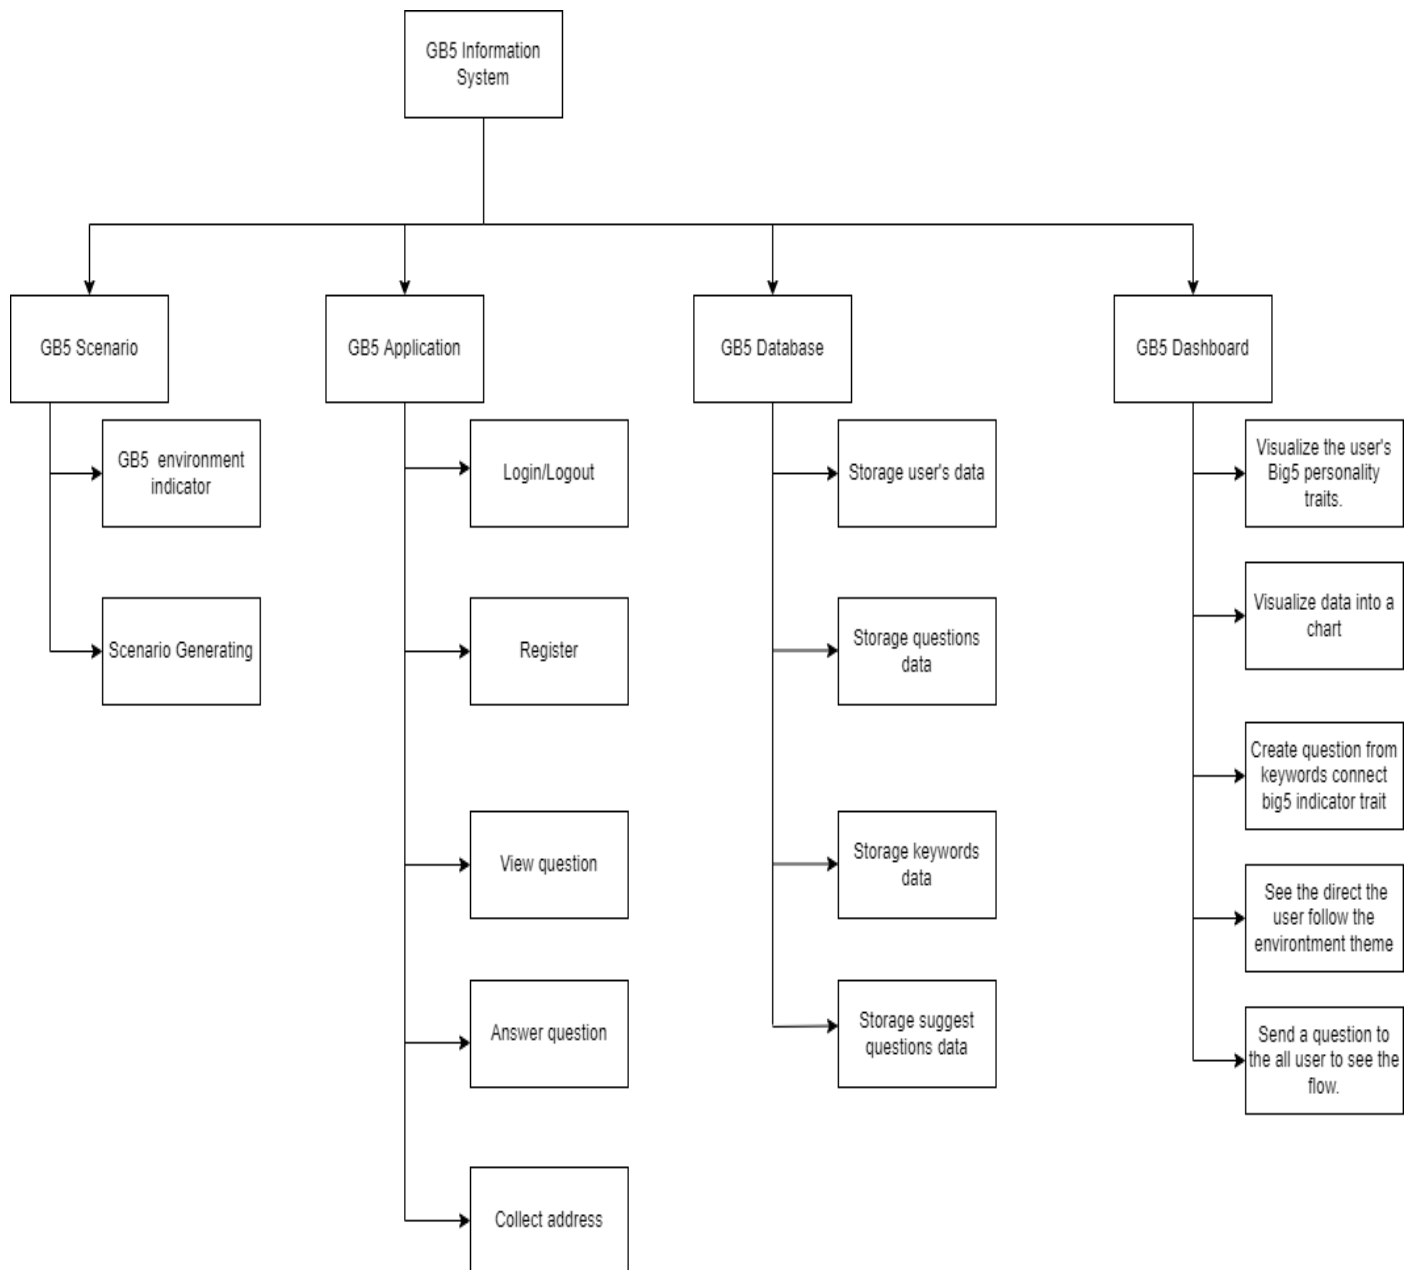 GB5 Information
System
GB5 Scenario
GB5 Application
GB5 Database
GB5 Dashboard
GB5 environment
indicator
Scenario Generating
Login/Logout
Register
View question
Answer question
Collect address
Storage user's data
Storage questions
data
Storage keywords
data
Storage suggest
questions data
Visualize the user's
Big5 personality
traits.
Visualize data into a
chart
Create question from
keywords connect
big5 indicator trait
See the direct the
user follow the
environtment theme
Send a question to
the all user to see the
flow.